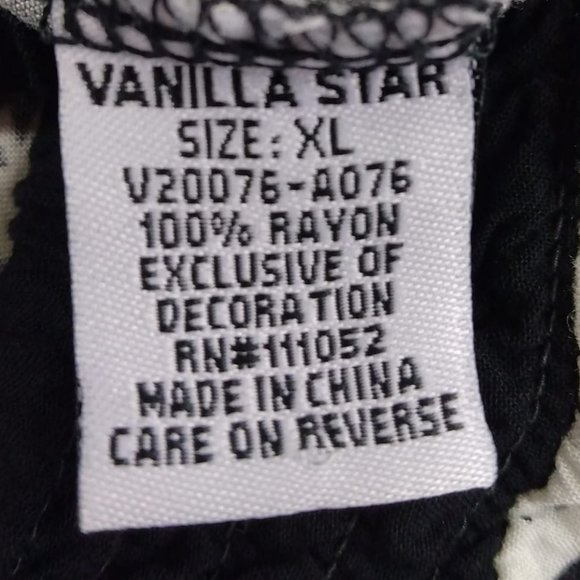 VANILLA STAR
SIZE: XL
V20076-A076
100% RAYON
EXCLUSIVE OF
DECORATION
RN#111052
MADE IN CHINA
CARE ON REVERSE